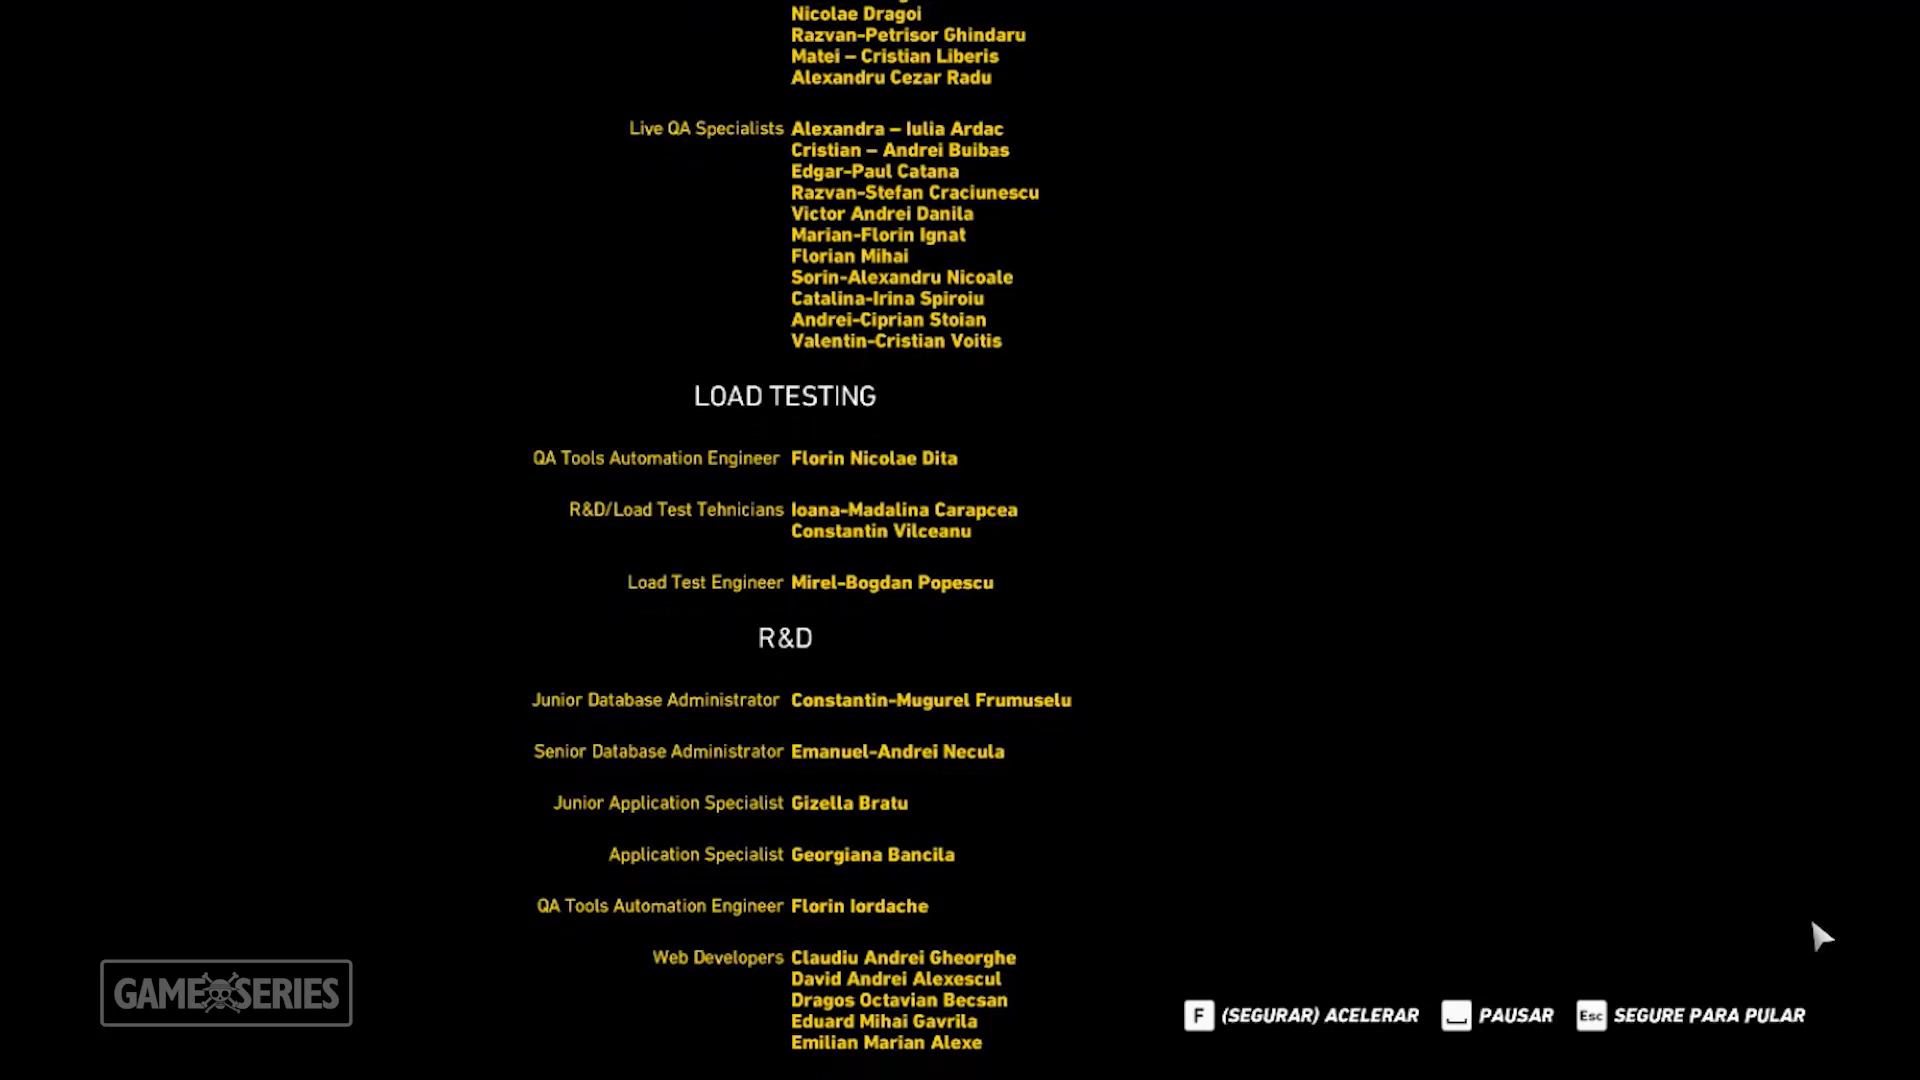 Nicolae Dragoi
Razvan-Petrisor Ghindaru
Matei – Cristian Liberis
Alexandru Cezar Radu
Live QA Specialists Alexandra – Iulia Ardac
Cristian – Andrei Buibas
Edgar-Paul Catana
Razvan-Stefan Craciunescu
Victor Andrei Danila
Marian-Florin Ignat
Florian Mihai
Sorin-Alexandru Nicoale
Catalina-Irina Spiroiu
Andrei-Ciprian Stoian
Valentin-Cristian Voitis
LOAD TESTING
QA Tools Automation Engineer Florin Nicolae Dita
R&D/Load Test Tehnicians Ioana-Madalina Carapcea
Constantin Vilceanu
Load Test Engineer Mirel-Bogdan Popescu
R&D
Junior Database Administrator Constantin-Mugurel Frumuselu
Senior Database Administrator Emanuel-Andrei Necula
Junior Application Specialist Gizella Bratu
Application Specialist Georgiana Bancila
QA Tools Automation Engineer Florin Iordache
Web Developers Claudiu Andrei Gheorghe
David Andrei Alexescul
Dragos Octavian Becsan
Eduard Mihai Gavrila
Emilian Marian Alexe
GAME SERIES
F (SEGURAR) ACELERAR PAUSAR Esc SEGURE PARA PULAR